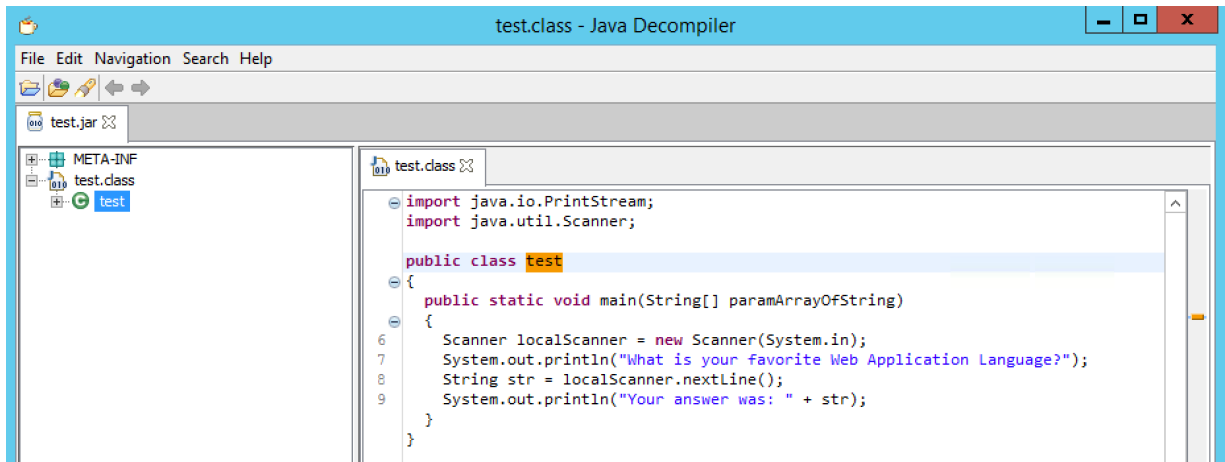 test.class - Java Decompiler
File Edit Navigation Search Help
test.jar
META-INF
test.class
test
test.class
import java.io.PrintStream;
import java.util.Scanner;
public class test
{
public static void main(String[] paramArrayOfString)
{
6 Scanner localScanner = new Scanner(System.in);
7 System.out.println("What is your favorite Web Application Language?");
8 String str = localScanner.nextLine();
9 System.out.println("Your answer was: " + str);
}
}